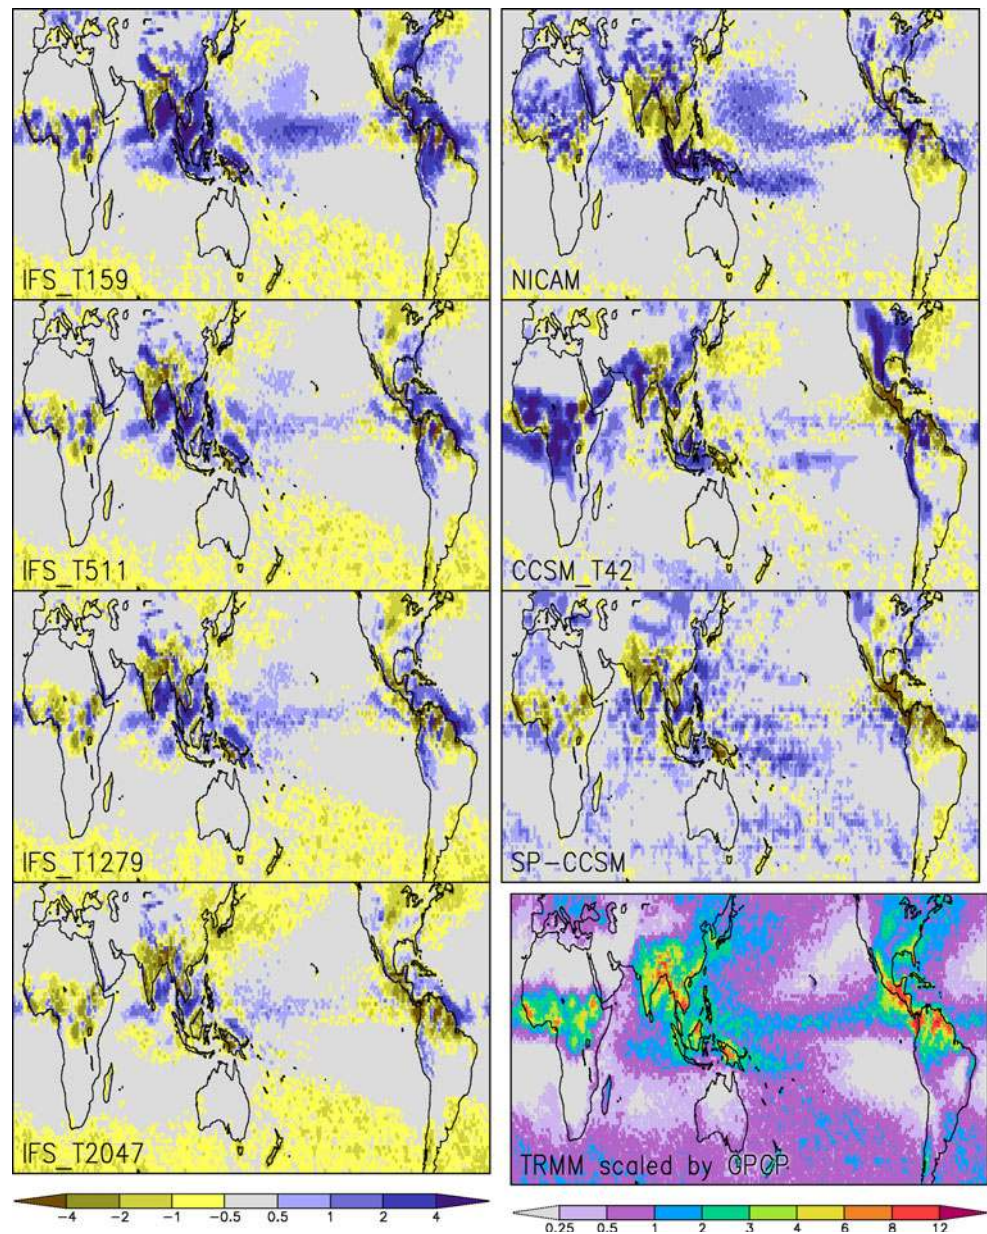 IFS_T159
NICAM
IFS_T511
CCSM_T42
IFS_T1279
SP-CCSM
IFS_T2047
TRMM scaled by GPCP
-4 -2 -1 -0.5 0.5 1 2 4
0.25 0.5 1 2 3 4 6 8 12